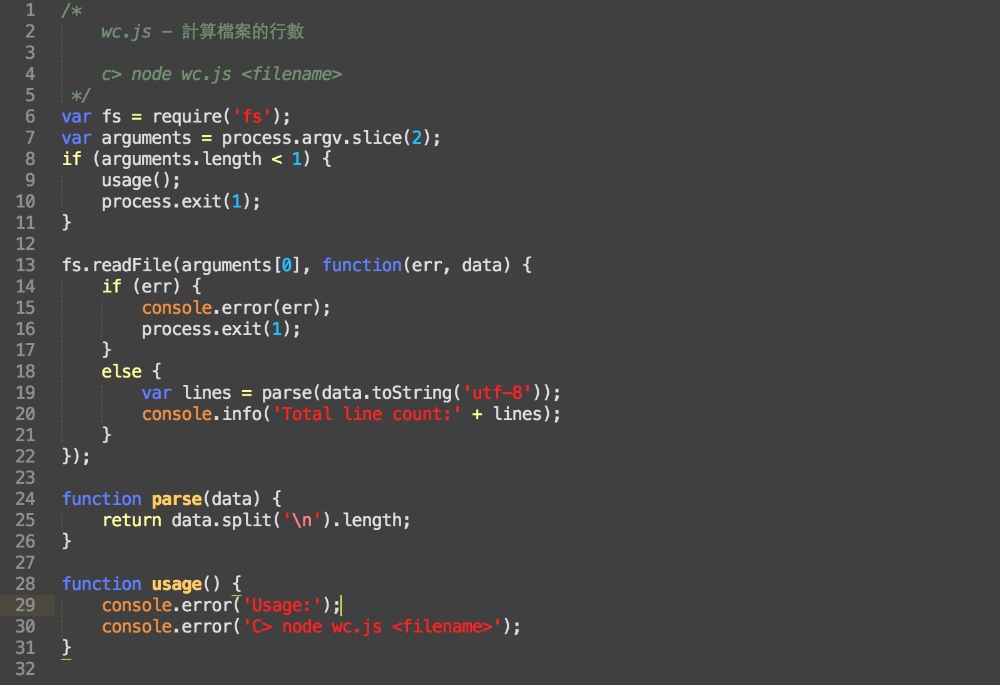 1 /*
2 wc.js - 計算檔案的行數
3
4 c> node wc.js <filename>
5 */
6 var fs = require('fs');
7 var arguments = process.argv.slice(2);
8 if (arguments.length < 1) {
9 usage();
10 process.exit(1);
11 }
12
13 fs.readFile(arguments[0], function(err, data) {
14 if (err) {
15 console.error(err);
16 process.exit(1);
17 }
18 else {
19 var lines = parse(data.toString('utf-8'));
20 console.info('Total line count:' + lines);
21 }
22 });
23
24 function parse(data) {
25 return data.split('\n').length;
26 }
27
28 function usage() {
29 console.error('Usage:');
30 console.error('C> node wc.js <filename>');
31 }
32